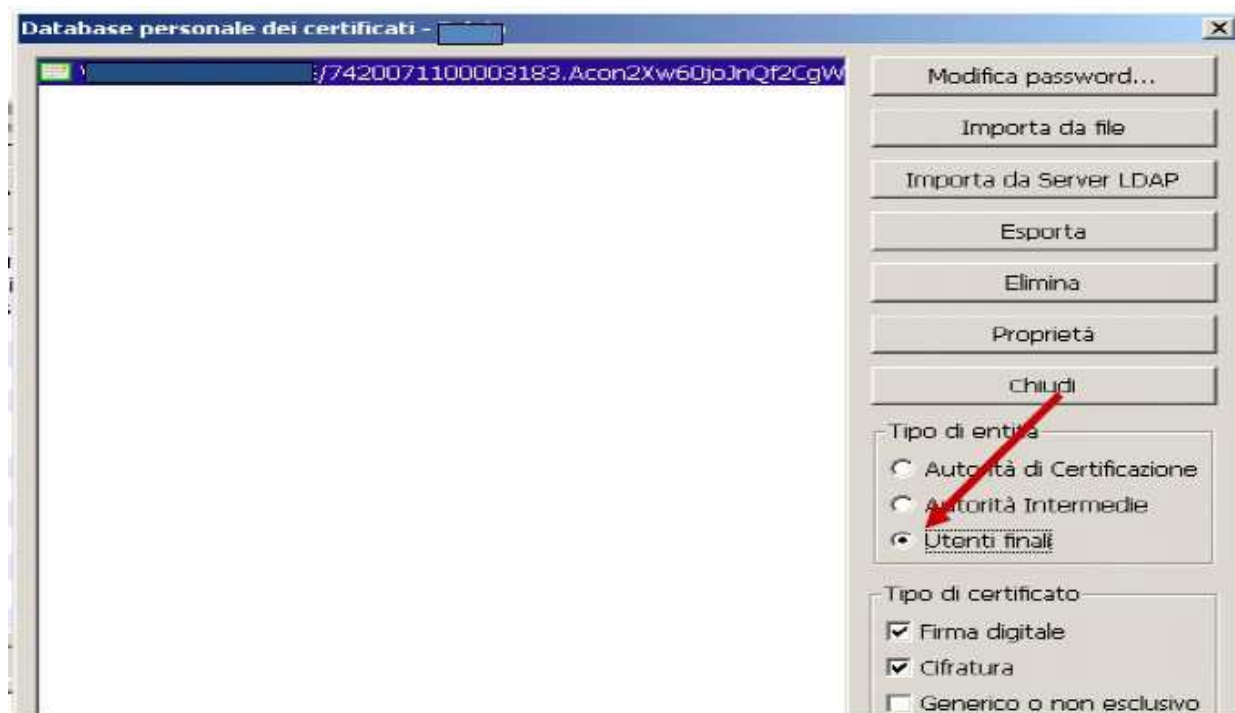 Database personale dei certificati -
:/7420071100003183.Acon2Xw60joJnQf2CgW
Modifica password...
Importa da file
Importa da Server LDAP
Esporta
Elimina
Proprietà
Chiudi
Tipo di entità
Autorità di Certificazione
Autorità Intermedie
Utenti finali
Tipo di certificato
Firma digitale
Cifratura
Generico o non esclusivo